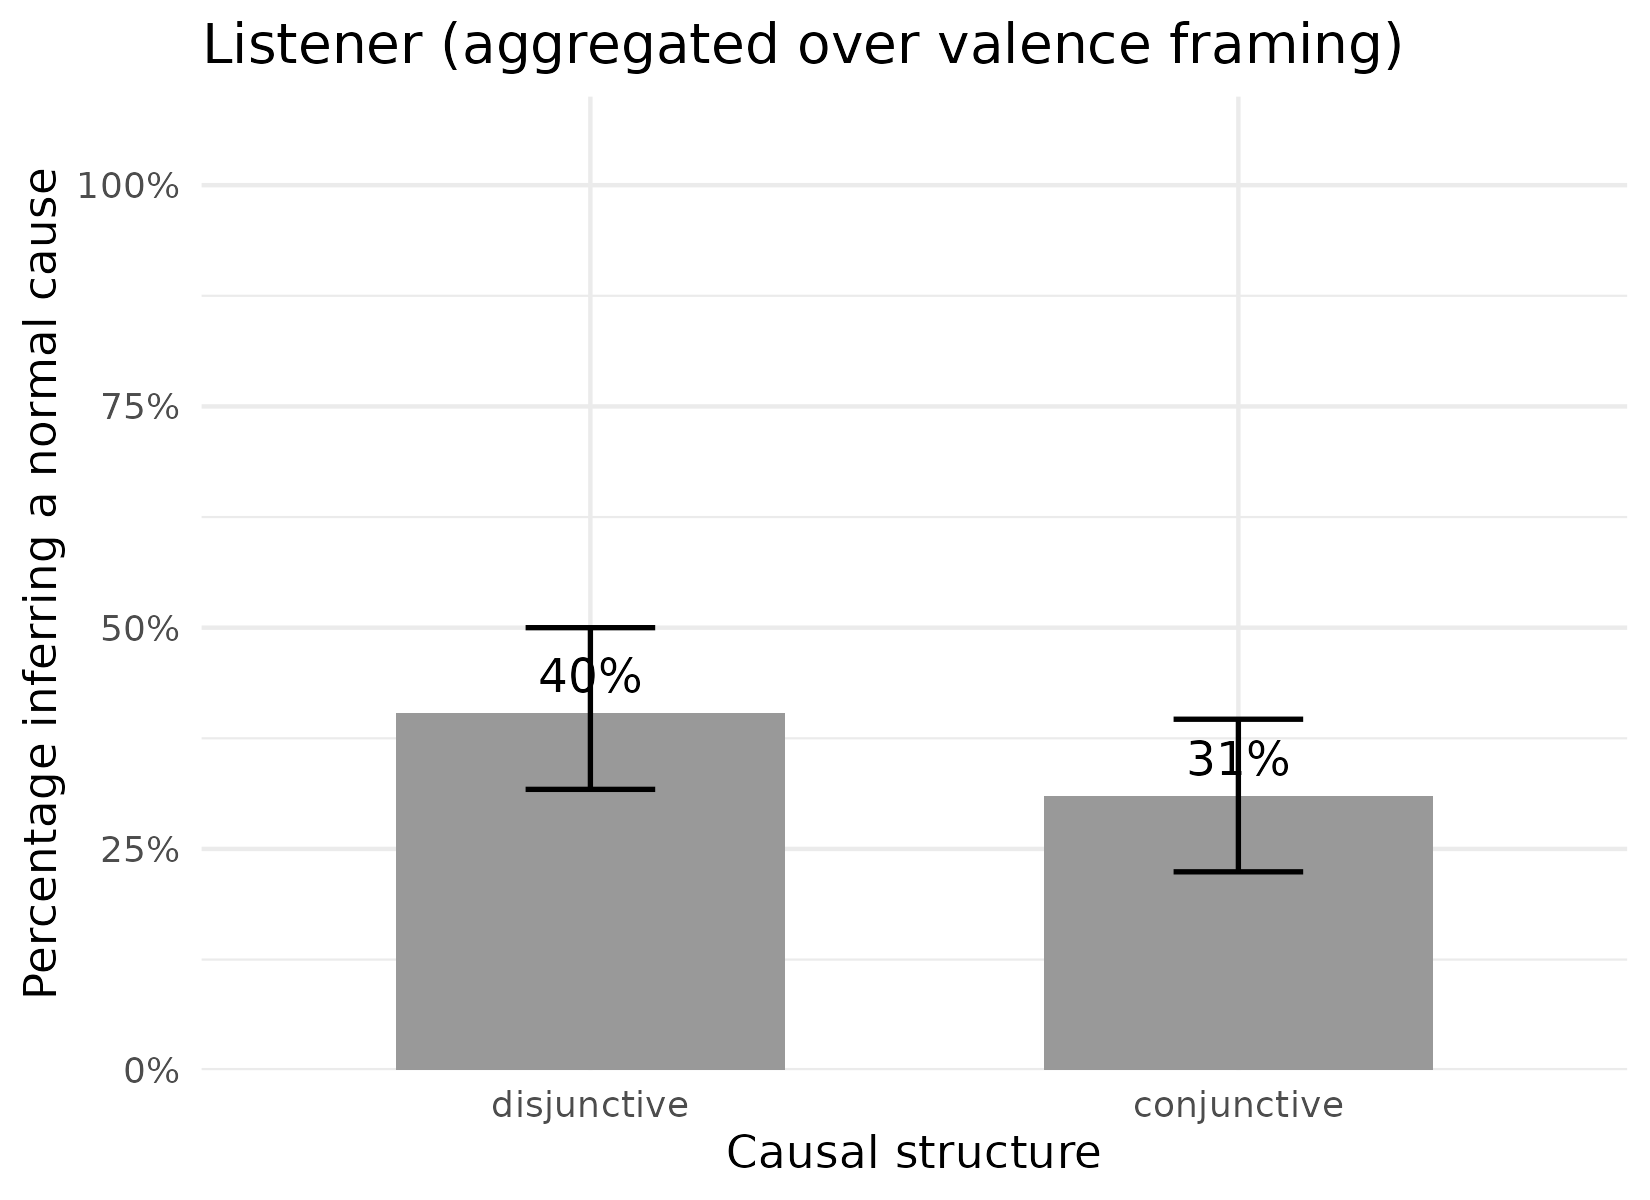 Listener (aggregated over valence framing)
Percentage inferring a normal cause
100%
75%
50%
25%
0%
40%
31%
disjunctive
conjunctive
Causal structure